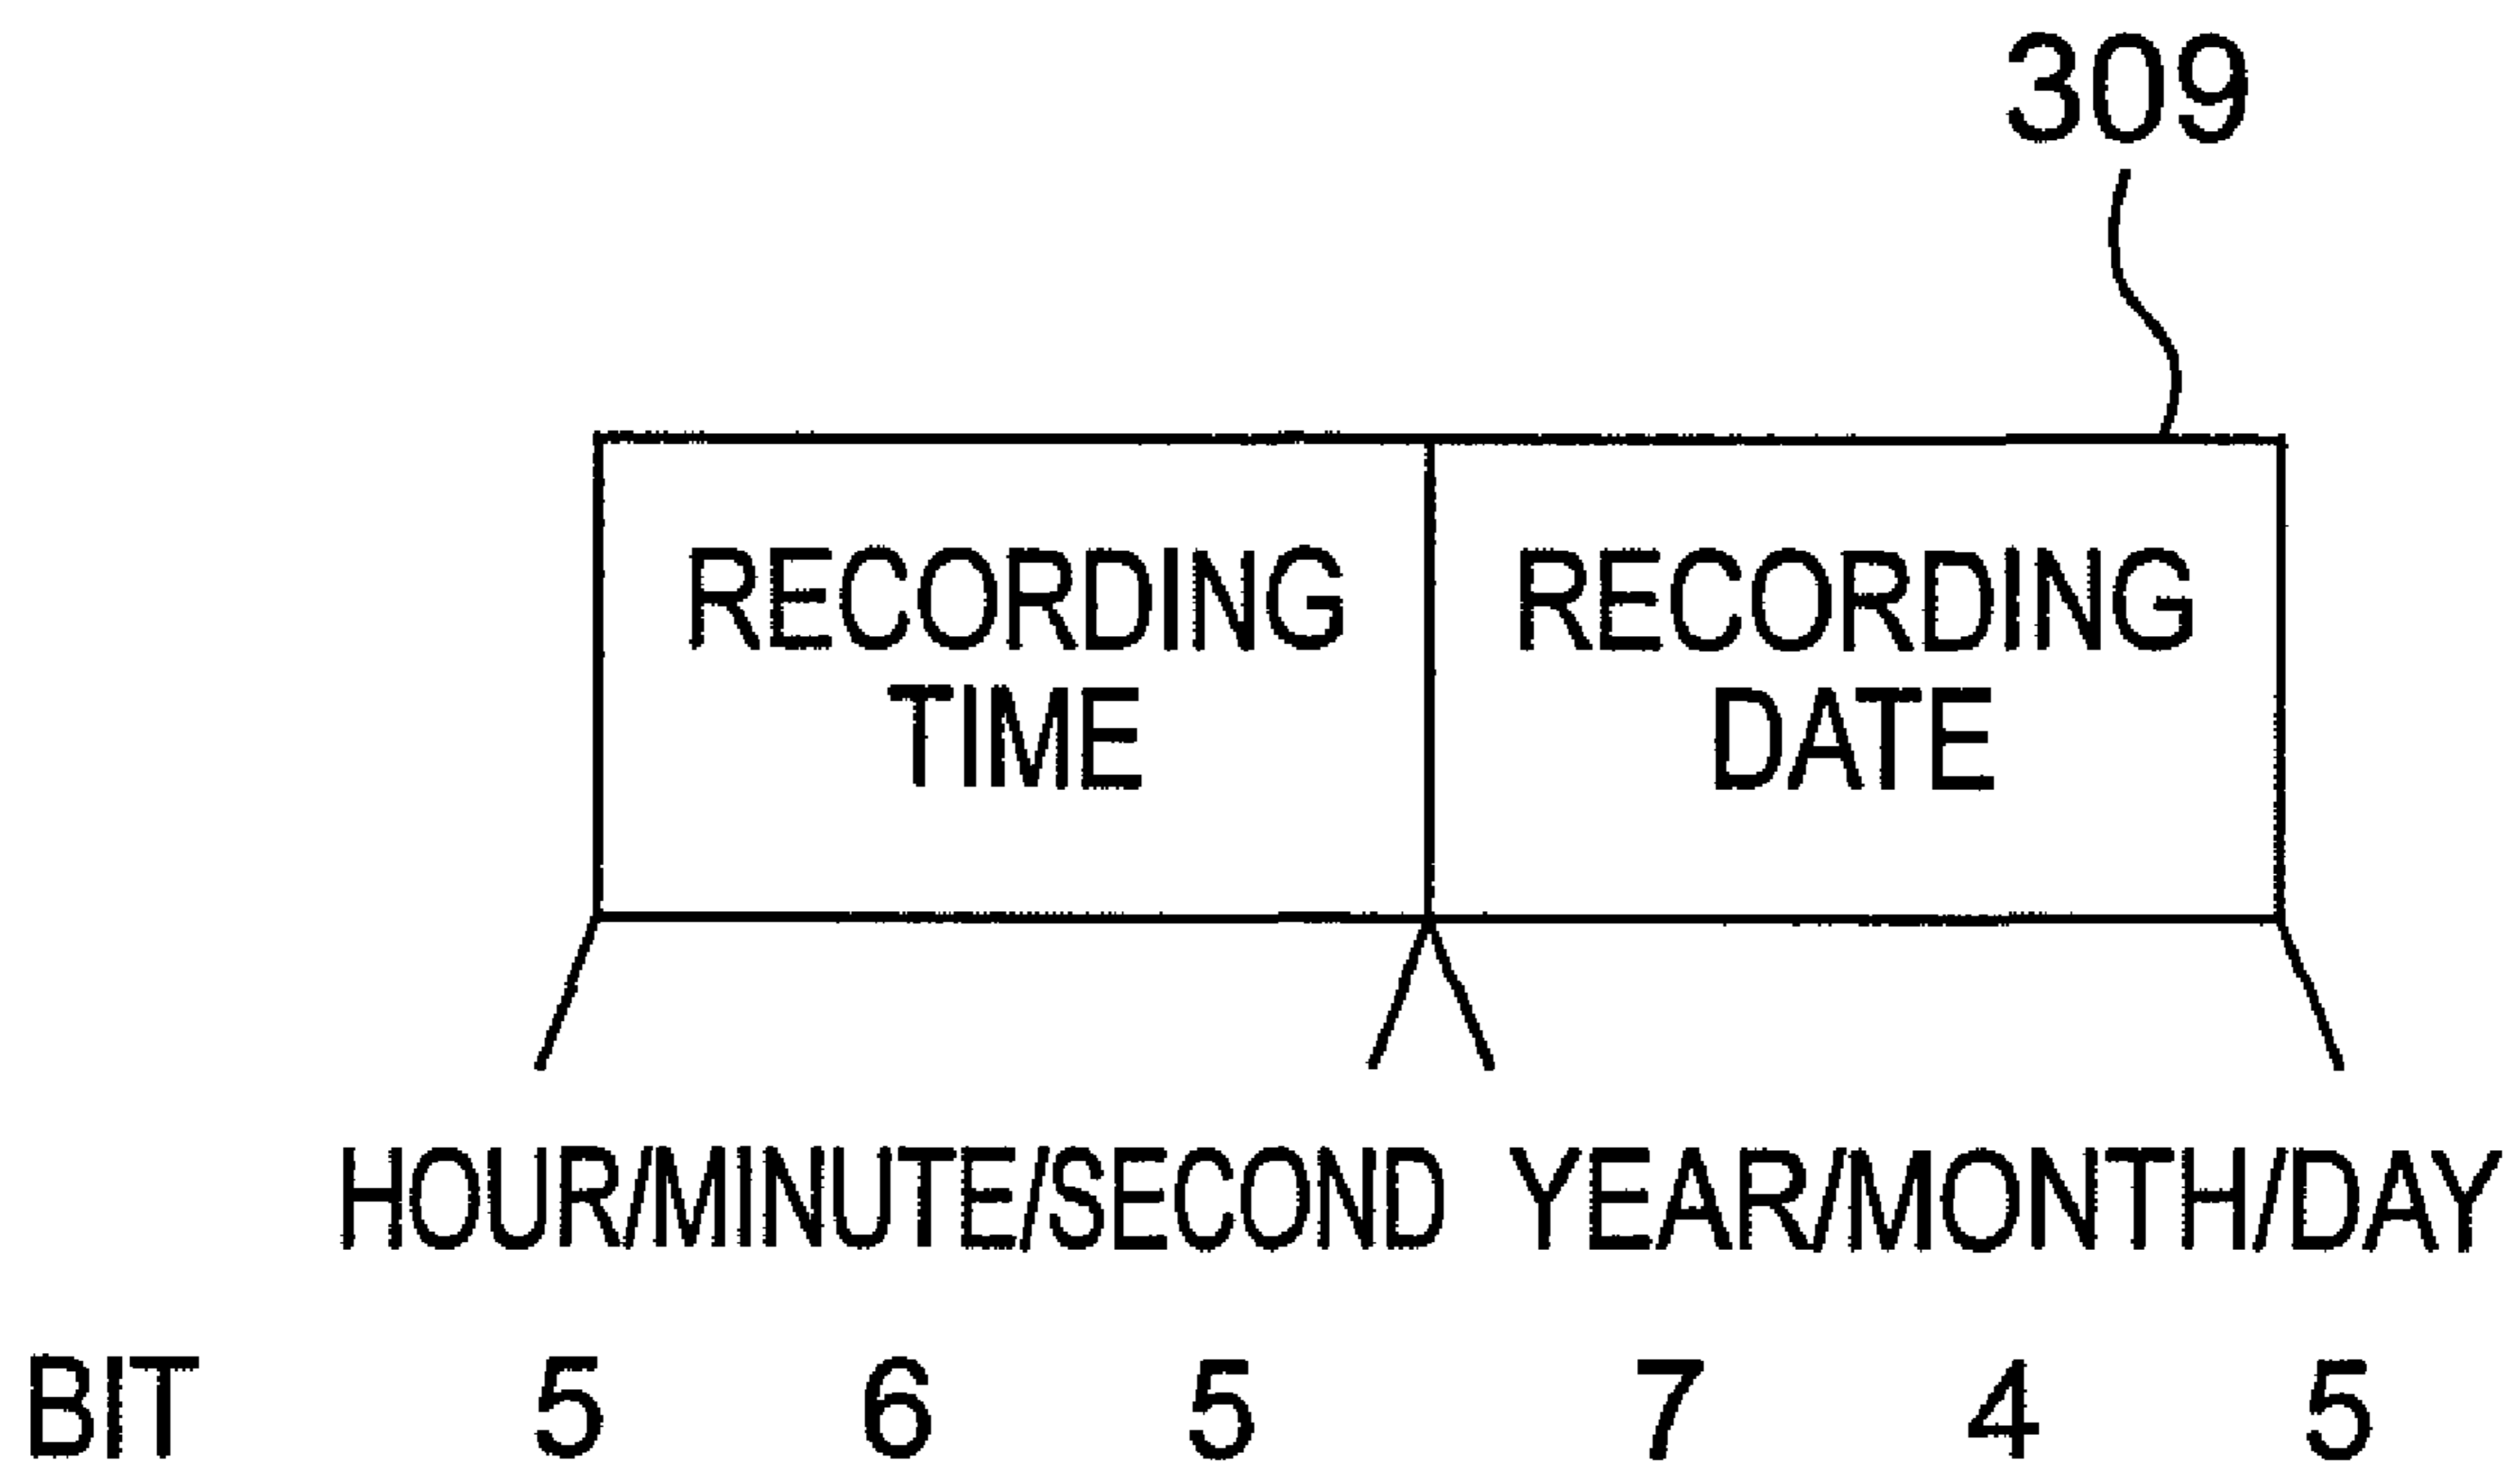 309
RECORDING TIME
RECORDING DATE
HOUR/MINUTE/SECOND YEAR/MONTH/DAY
BIT 5 6 5 7 4 5